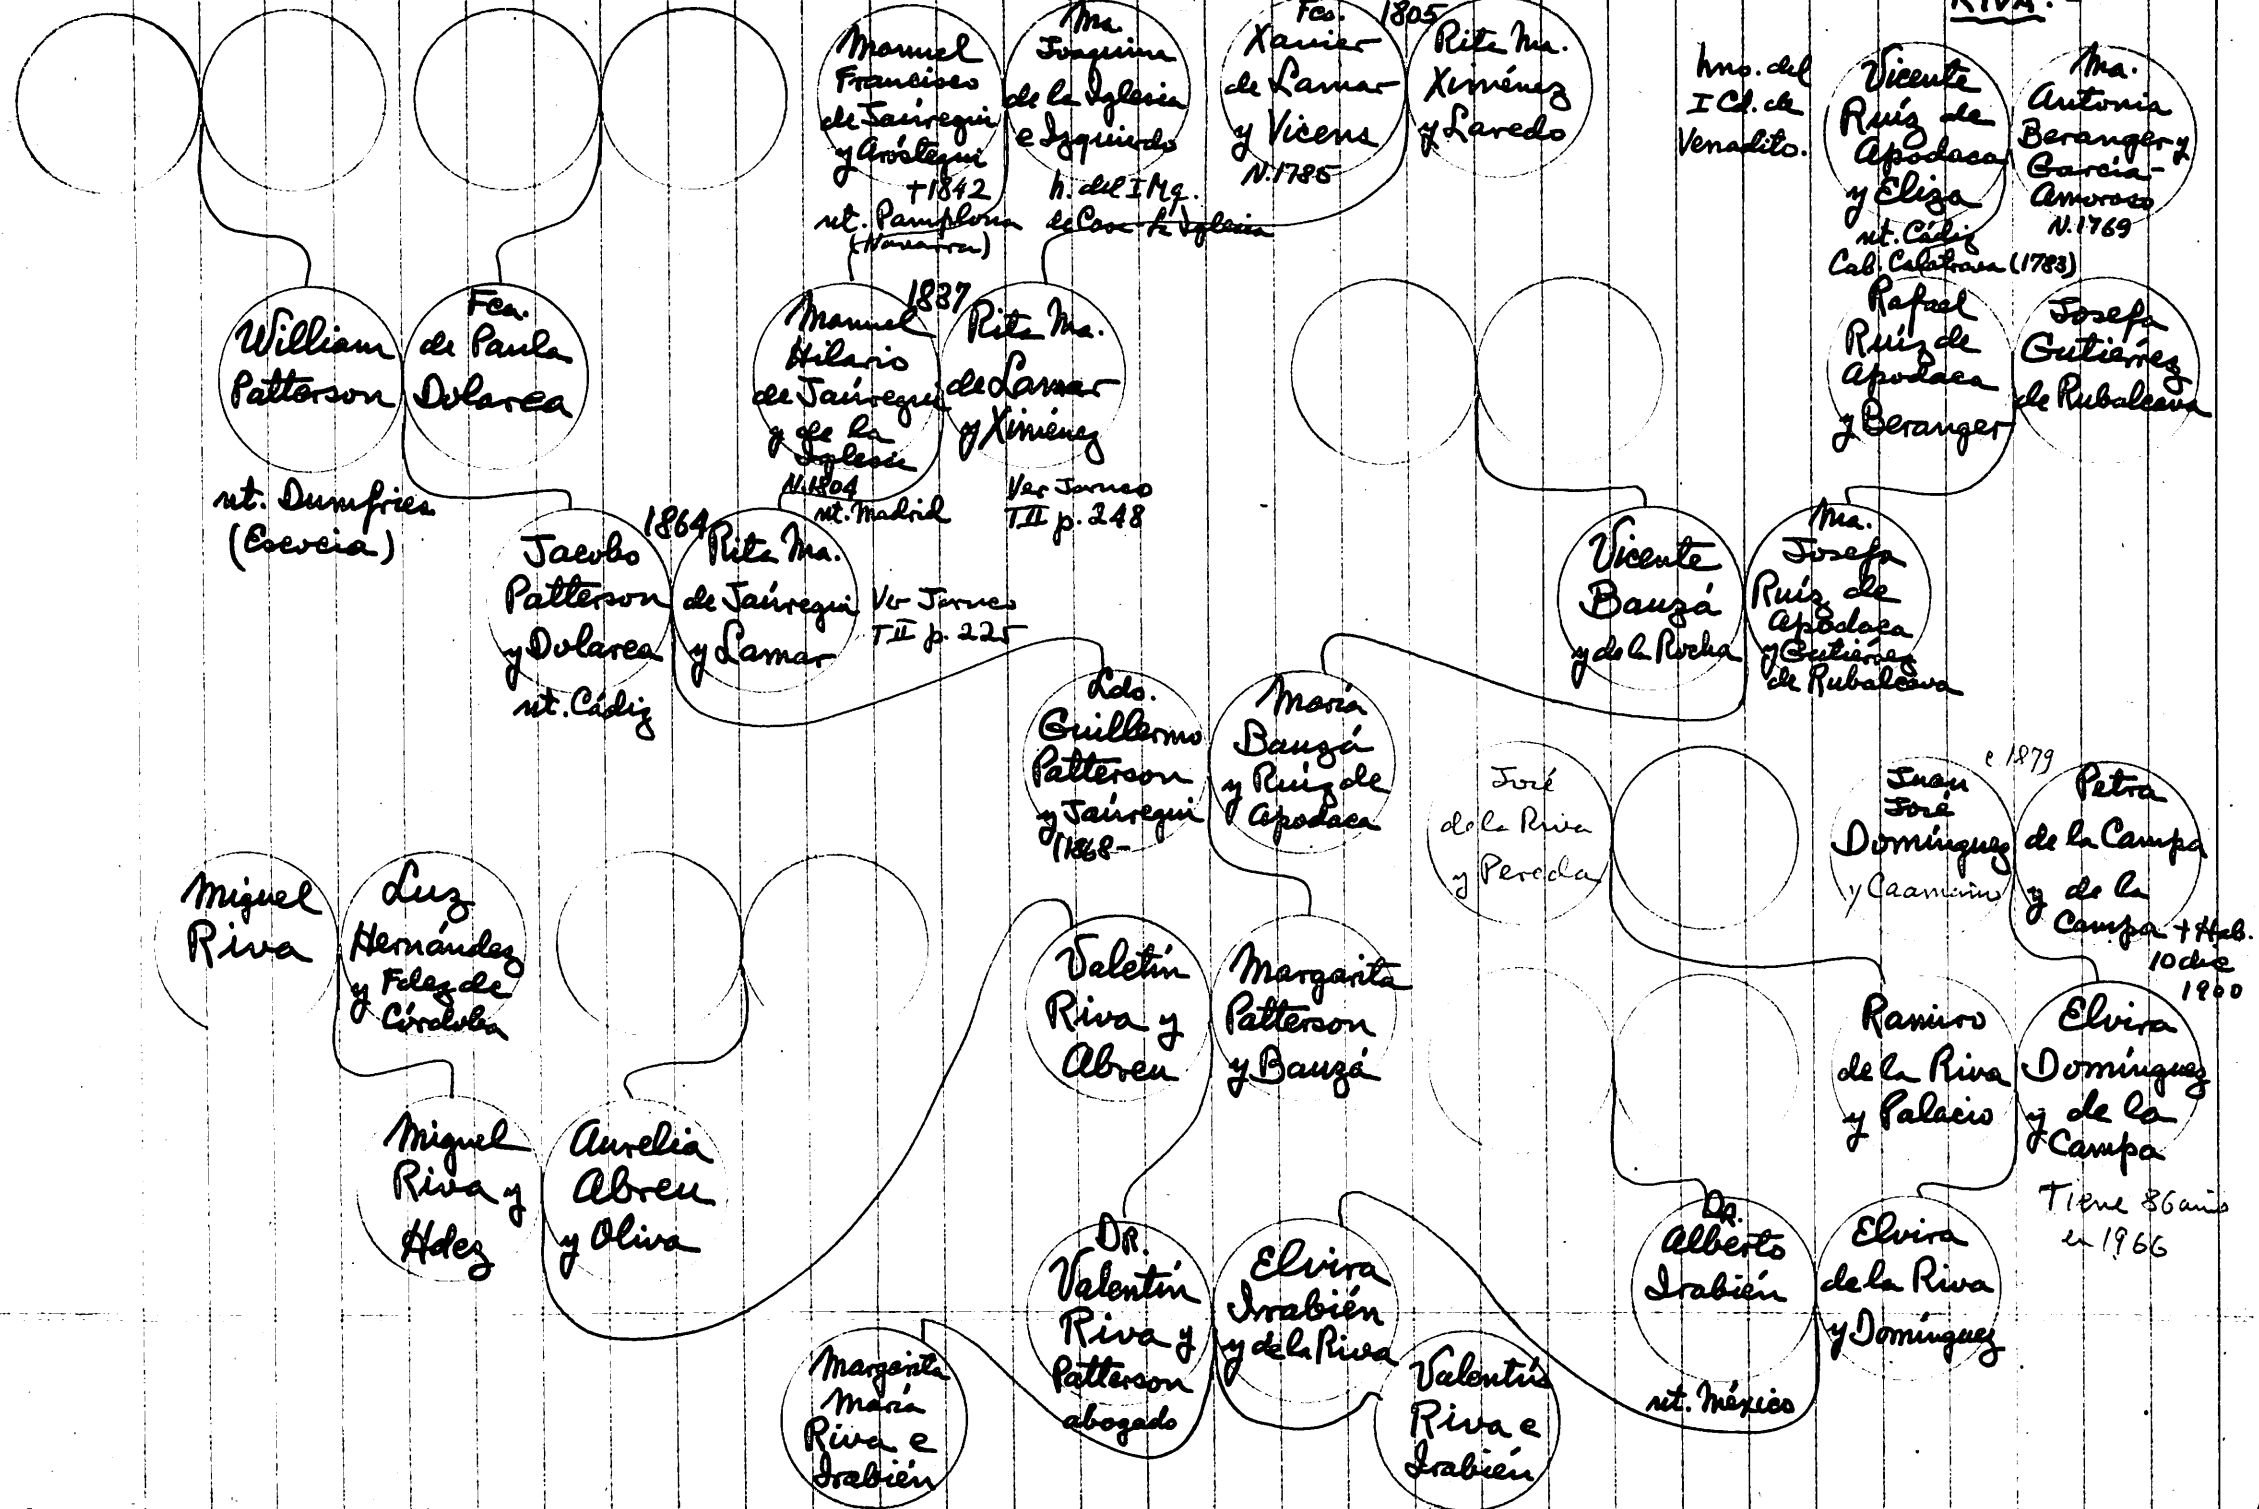 RIVA.-
Manuel
Francisco
de Jaúregui
y Aróstegui
+1842
nt. Pamplona
(Navarra)
Ma.
Joaquina
de la Iglesia
e Izquierdo
h. del I Mq.
de Casa-la Iglesia
Fco.
Xavier
de Lamar
y Vicens
N.1785
1805
Rita Ma.
Ximénez
y Laredo
hno. del
I Cd. de
Venadito.
Vicente
Ruíz de
Apodaca
y Eliza
nt. Cádiz
Cab. Calatrava (1783)
Ma.
Antonia
Beranger y
García-
Amoroso
N.1769
William
Patterson
nt. Dumfries
(Escocia)
Fca.
de Paula
Dolarea
Manuel
Hilario
de Jaúregui
y de la
Iglesia
N.1804
nt. Madrid
1837
Rita Ma.
de Lamar
y Ximénez
Ver Jaruco
TII p. 248
Rafael
Ruíz de
Apodaca
y Beranger
Josefa
Gutiérrez
de Rubalcava
Jacobo
Patterson
y Dolarea
nt. Cádiz
1864
Rita Ma.
de Jaúregui
y Lamar
Ver Jaruco
TII p. 225
Vicente
Bauzá
y de la Rocha
Ma.
Josefa
Ruíz de
Apodaca
y Gutiérrez
de Rubalcava
Ldo.
Guillermo
Patterson
y Jaúregui
(1868-
María
Bauzá
y Ruíz de
Apodaca
José
de la Riva
y Pereda
Juan
José
Domínguez
y Caamaño
c 1879
Petra
de la Campa
y de la
Campa + Hab.
10 dic
1900
Miguel
Riva
Luz
Hernández
y Fdez de
Córdoba
Valetín
Riva y
Abreu
Margarita
Patterson
y Bauzá
Ramiro
de la Riva
y Palacio
Elvira
Domínguez
y de la
Campa
Tiene 86 años
en 1966
Miguel
Riva y
Hdez
Aurelia
Abreu
y Oliva
DR.
Valentín
Riva y
Patterson
abogado
Elvira
Irabién
y de la Riva
DR.
Alberto
Irabién
nt. México
Elvira
de la Riva
y Domínguez
Margarita
María
Riva e
Irabién
Valentín
Riva e
Irabién